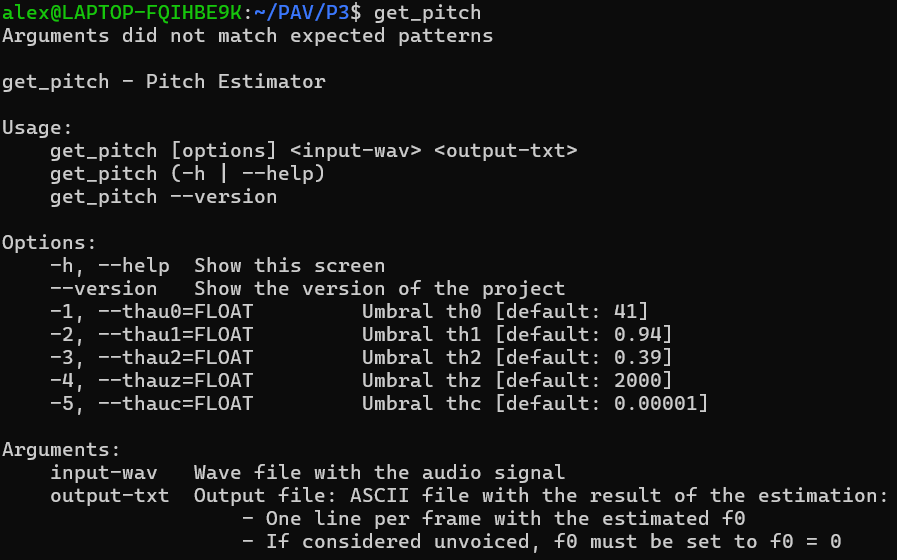 alex@LAPTOP-FQIHBE9K:~/PAV/P3$ get_pitch
Arguments did not match expected patterns
get_pitch - Pitch Estimator
Usage:
get_pitch [options] <input-wav> <output-txt>
get_pitch (-h | --help)
get_pitch --version
Options:
-h, --help  Show this screen
--version   Show the version of the project
-1, --thau0=FLOAT         Umbral th0 [default: 41]
-2, --thau1=FLOAT         Umbral th1 [default: 0.94]
-3, --thau2=FLOAT         Umbral th2 [default: 0.39]
-4, --thauz=FLOAT         Umbral thz [default: 2000]
-5, --thauc=FLOAT         Umbral thc [default: 0.00001]
Arguments:
input-wav   Wave file with the audio signal
output-txt  Output file: ASCII file with the result of the estimation:
- One line per frame with the estimated f0
- If considered unvoiced, f0 must be set to f0 = 0